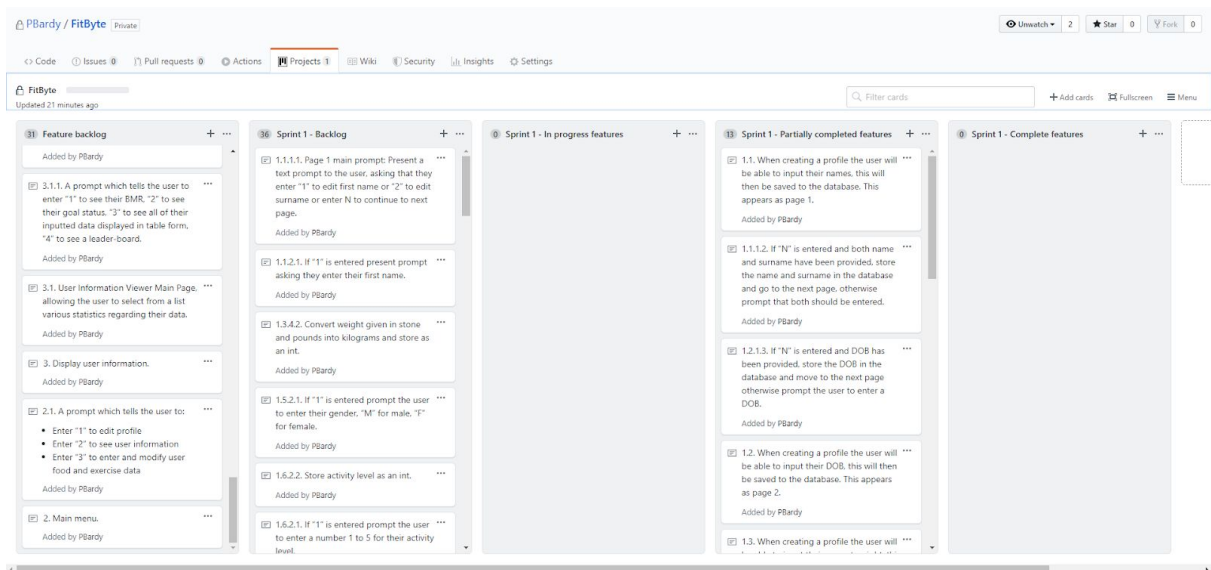 PBardy / FitByte Private
Unwatch 2 Star 0 Fork 0
Code Issues 0 Pull requests 0 Actions Projects 1 Wiki Security Insights Settings
FitByte
Updated 21 minutes ago
Filter cards
Add cards Fullscreen Menu
31 Feature backlog
Added by PBardy
3.1.1. A prompt which tells the user to
enter "1" to see their BMR, "2" to see
their goal status. "3" to see all of their
inputted data displayed in table form,
"4" to see a leader-board.
Added by PBardy
3.1. User Information Viewer Main Page,
allowing the user to select from a list
various statistics regarding their data.
Added by PBardy
3. Display user information.
Added by PBardy
2.1. A prompt which tells the user to:
Enter "1" to edit profile
Enter "2" to see user information
Enter "3" to enter and modify user
food and exercise data
Added by PBardy
2. Main menu.
Added by PBardy
36 Sprint 1 - Backlog
1.1.1.1. Page 1 main prompt: Present a
text prompt to the user, asking that they
enter "1" to edit first name or "2" to edit
surname or enter N to continue to next
page.
Added by PBardy
1.1.2.1. If "1" is entered present prompt
asking they enter their first name.
Added by PBardy
1.3.4.2. Convert weight given in stone
and pounds into kilograms and store as
an int.
Added by PBardy
1.5.2.1. If "1" is entered prompt the user
to enter their gender, "M" for male, "F"
for female.
Added by PBardy
1.6.2.2. Store activity level as an int.
Added by PBardy
1.6.2.1. If "1" is entered prompt the user
to enter a number 1 to 5 for their activity
level.
0 Sprint 1 - In progress features
13 Sprint 1 - Partially completed features
1.1. When creating a profile the user will
be able to input their names, this will
then be saved to the database. This
appears as page 1.
Added by PBardy
1.1.1.2. If "N" is entered and both name
and surname have been provided, store
the name and surname in the database
and go to the next page, otherwise
prompt that both should be entered.
Added by PBardy
1.2.1.3. If "N" is entered and DOB has
been provided, store the DOB in the
database and move to the next page
otherwise prompt the user to enter a
DOB.
Added by PBardy
1.2. When creating a profile the user will
be able to input their DOB, this will then
be saved to the database. This appears
as page 2.
Added by PBardy
1.3. When creating a profile the user will
0 Sprint 1 - Complete features